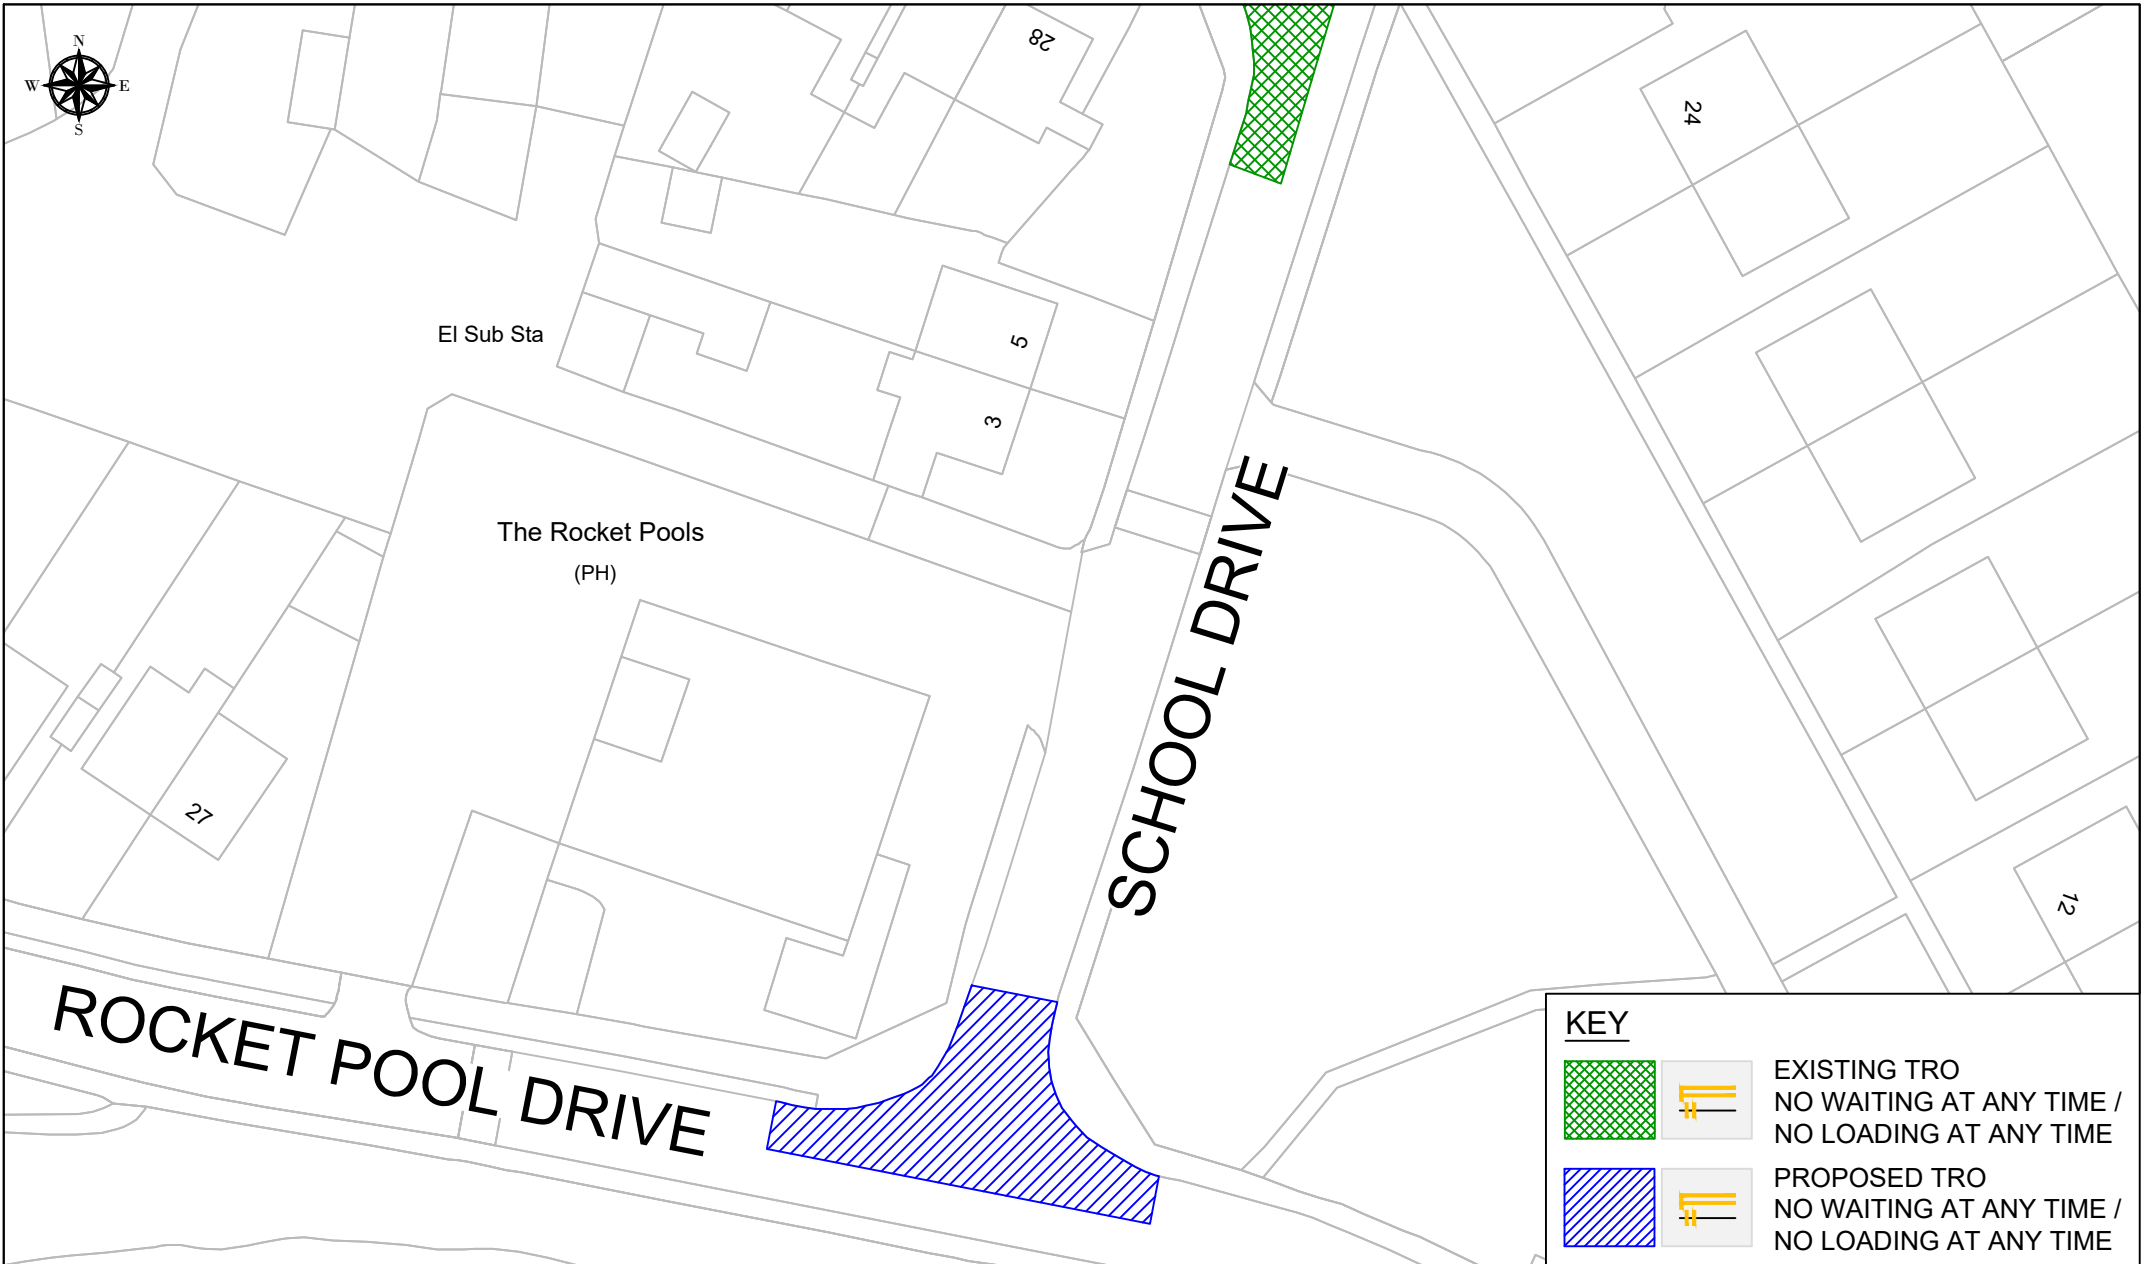 N
W E
S
28
24
El Sub Sta
5
3
The Rocket Pools
(PH)
SCHOOL DRIVE
27
12
ROCKET POOL DRIVE
KEY
EXISTING TRO
NO WAITING AT ANY TIME /
NO LOADING AT ANY TIME
PROPOSED TRO
NO WAITING AT ANY TIME /
NO LOADING AT ANY TIME